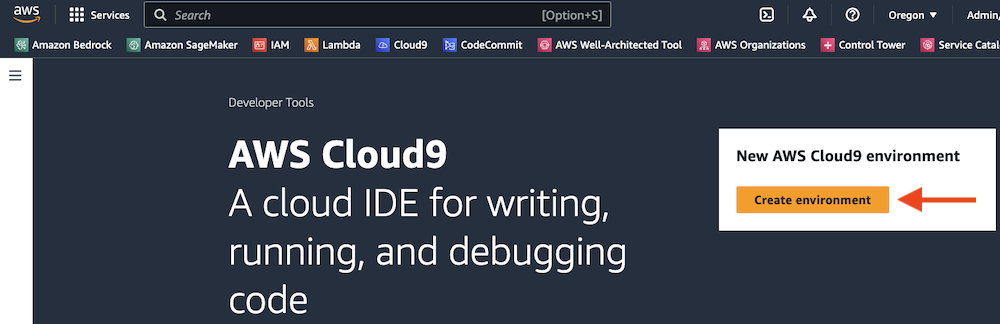 aws Services Search [Option+S] Oregon Admin,
Amazon Bedrock Amazon SageMaker IAM Lambda Cloud9 CodeCommit AWS Well-Architected Tool AWS Organizations Control Tower Service Catal
Developer Tools
AWS Cloud9
A cloud IDE for writing,
running, and debugging
code
New AWS Cloud9 environment
Create environment